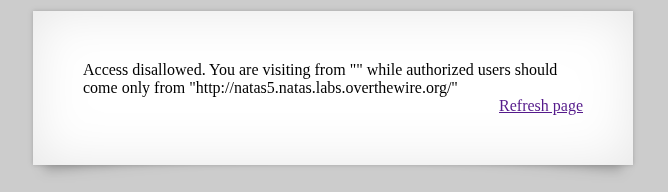 Access disallowed. You are visiting from "" while authorized users should
come only from "http://natas5.natas.labs.overthewire.org/"
Refresh page